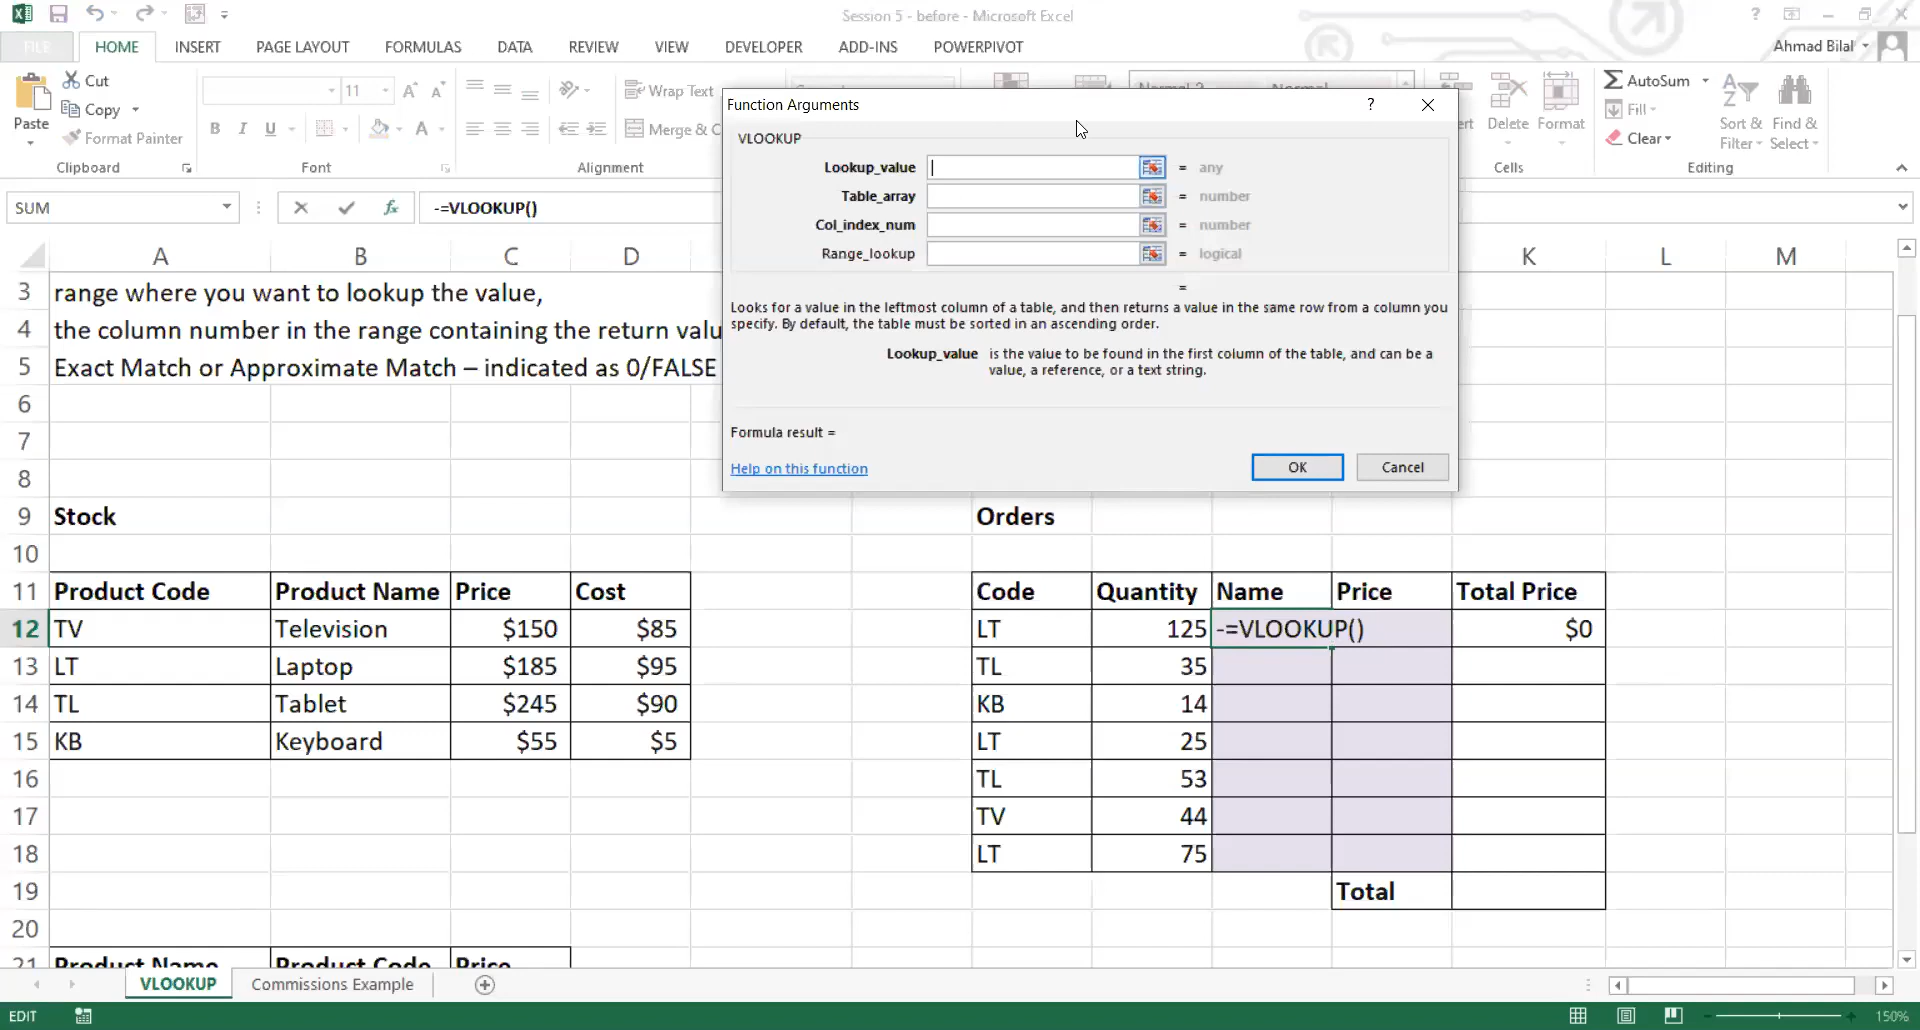 Session 5 - before - Microsoft Excel
FILE
HOME
INSERT
PAGE LAYOUT
FORMULAS
DATA
REVIEW
VIEW
DEVELOPER
ADD-INS
POWERPIVOT
Ahmad Bilal
Paste
Cut
Copy
Format Painter
Clipboard
11
B I U
Font
Wrap Text
Merge & C
Alignment
Delete
Format
Cells
AutoSum
Fill
Clear
Sort &
Filter
Find &
Select
Editing
Function Arguments
VLOOKUP
Lookup_value = any
Table_array = number
Col_index_num = number
Range_lookup = logical
=
Looks for a value in the leftmost column of a table, and then returns a value in the same row from a column you
specify. By default, the table must be sorted in an ascending order.
Lookup_value is the value to be found in the first column of the table, and can be a
value, a reference, or a text string.
Formula result =
Help on this function
OK
Cancel
SUM
-=VLOOKUP()
A B C D K L M
3 range where you want to lookup the value,
4 the column number in the range containing the return valu
5 Exact Match or Approximate Match – indicated as 0/FALSE
6
7
8
9 Stock Orders
10
11 Product Code Product Name Price Cost Code Quantity Name Price Total Price
12 TV Television $150 $85 LT 125 -=VLOOKUP() $0
13 LT Laptop $185 $95 TL 35
14 TL Tablet $245 $90 KB 14
15 KB Keyboard $55 $5 LT 25
16 TL 53
17 TV 44
18 LT 75
19 Total
20
21 Product Name Product Code Price
VLOOKUP
Commissions Example
EDIT
150%